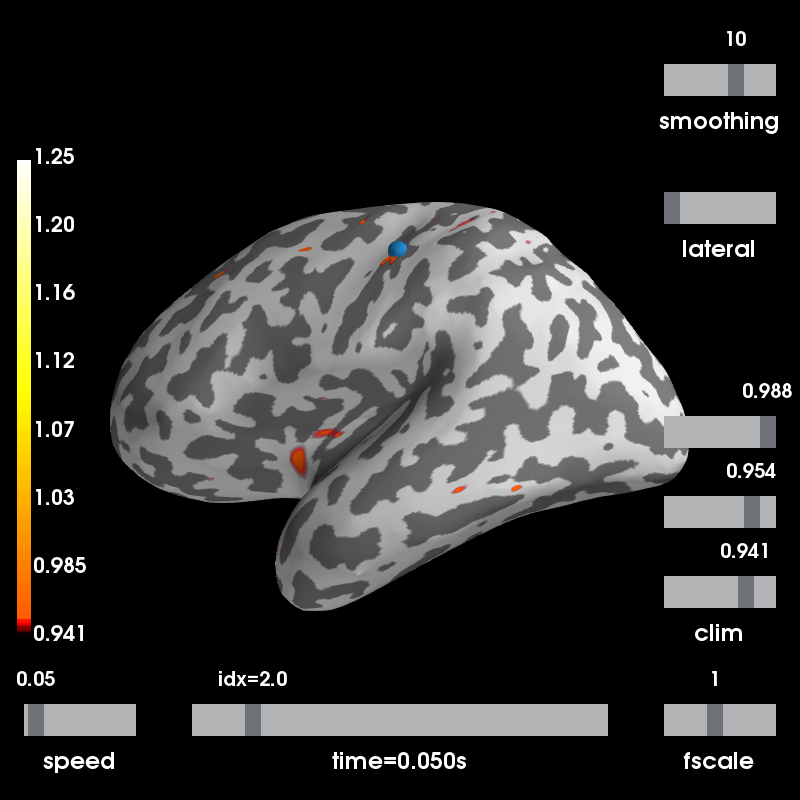 10
smoothing
lateral
1.25
1.20
1.16
1.12
1.07
1.03
0.985
0.941
0.988
0.954
0.941
clim
0.05
speed
idx=2.0
time=0.050s
1
fscale